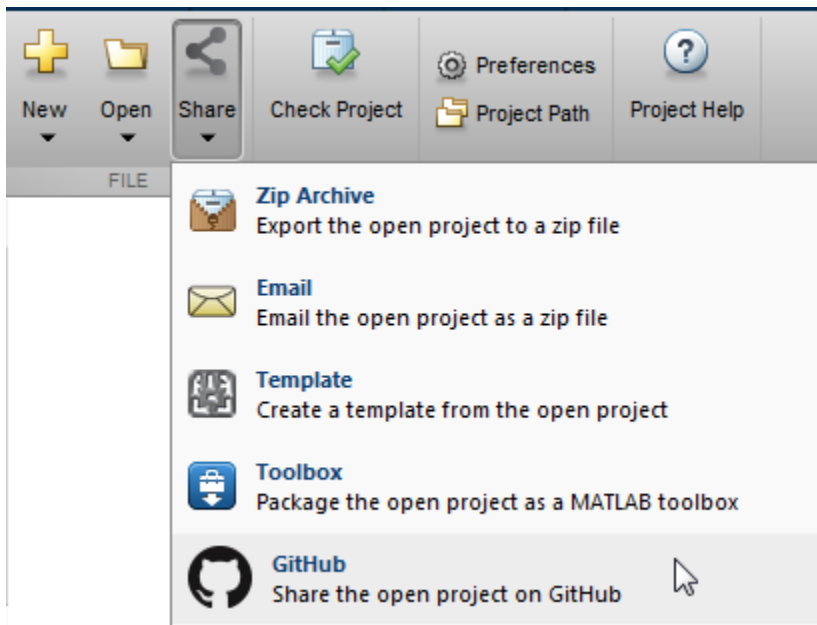 New
Open
Share
Check Project
Preferences
Project Path
Project Help
FILE
Zip Archive
Export the open project to a zip file
Email
Email the open project as a zip file
Template
Create a template from the open project
Toolbox
Package the open project as a MATLAB toolbox
GitHub
Share the open project on GitHub